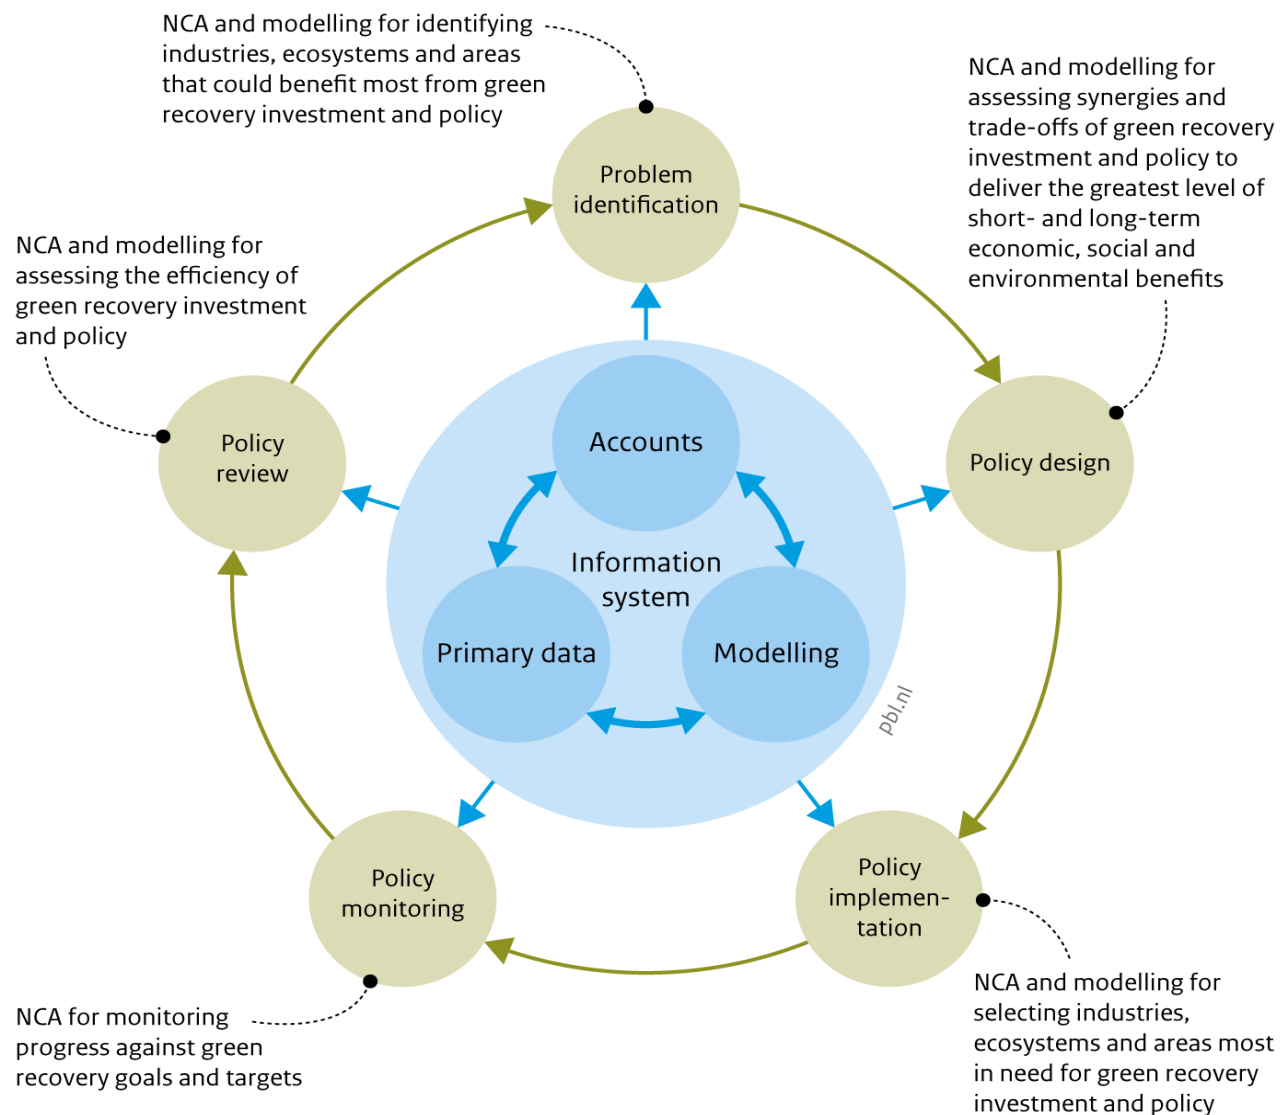 NCA and modelling for identifying
industries, ecosystems and areas
that could benefit most from green
recovery investment and policy
NCA and modelling for
assessing synergies and
trade-offs of green recovery
investment and policy to
deliver the greatest level of
short- and long-term
economic, social and
environmental benefits
Problem
identification
NCA and modelling for
assessing the efficiency of
green recovery investment
and policy
Policy
review
Accounts
Policy design
Information
system
Primary data
Modelling
pbl.nl
Policy
monitoring
Policy
implemen-
tation
NCA for monitoring
progress against green
recovery goals and targets
NCA and modelling for
selecting industries,
ecosystems and areas most
in need for green recovery
investment and policy